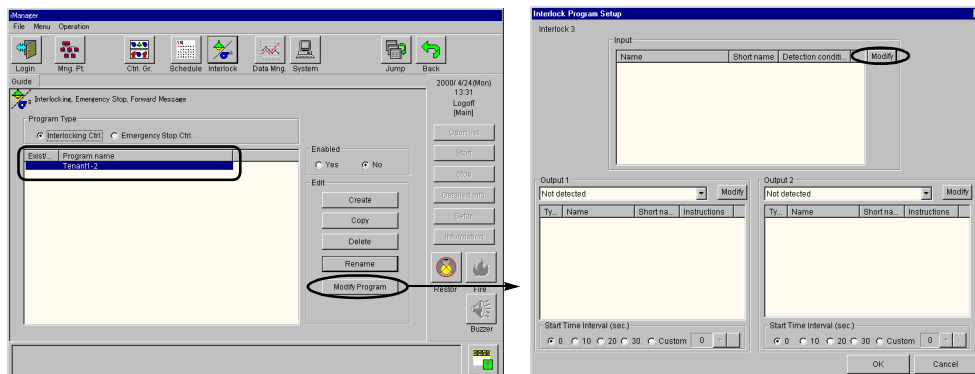 iManager
File Menu Operation
Login Mng. Pt. Ctrl. Gr. Schedule Interlock Data Mng. System Jump Back
Guide
2000/ 4/24(Mon)
13:31
Logoff
[Main]
Interlocking, Emergency Stop, Forward Message
Program Type
Interlocking Ctrl. Emergency Stop Ctrl.
Exist/... Program name
Tenant1-2
Enabled
Yes No
Edit
Create
Copy
Delete
Rename
Modify Program
Open list
Start
Stop
Detailed info.
Setup
Information
Restor Fire
Buzzer
Interlock Program Setup
Interlock 3
Input
Name Short name Detection conditi...
Modify
Output 1
Not detected
Modify
Ty... Name Short na... Instructions
Start Time Interval (sec.)
0 10 20 30 Custom 0 + -
Output 2
Not detected
Modify
Ty... Name Short na... Instructions
Start Time Interval (sec.)
0 10 20 30 Custom 0 + -
OK Cancel